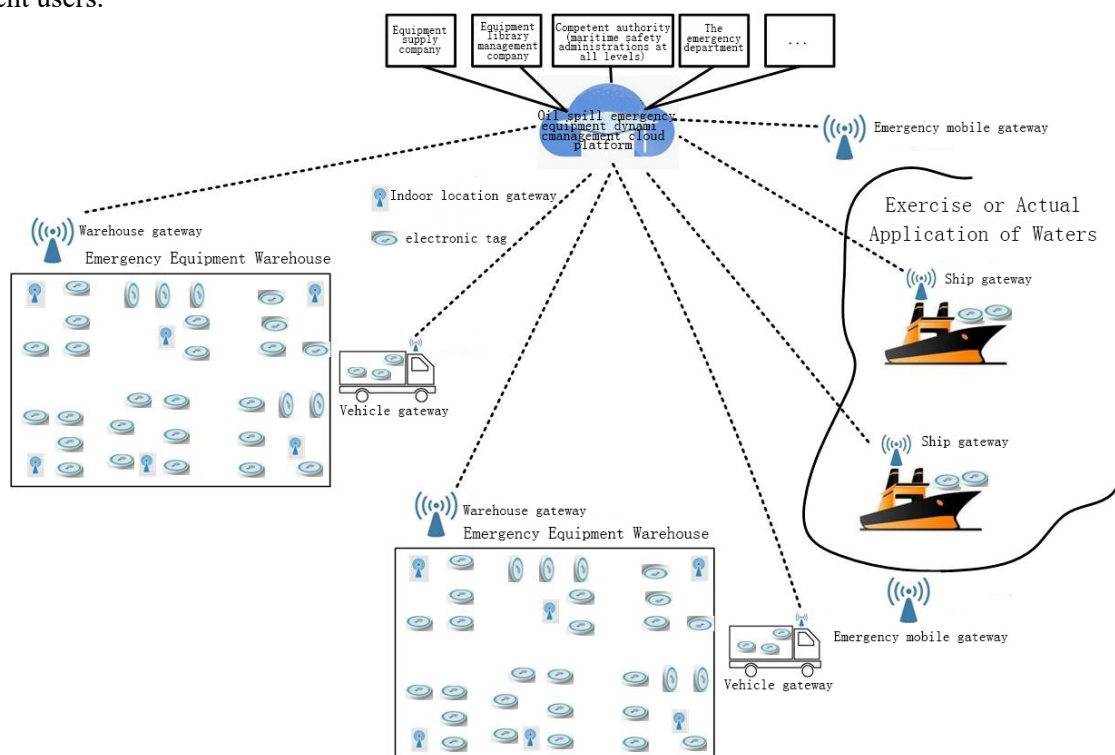 ent users.
Equipment
supply
company
Equipment
library
management
company
Competent authority
(maritime safety
administrations at
all levels)
The
emergency
department
...
Oil spill emergency
equipment dynami
cmanagement cloud
platform
Emergency mobile gateway
Indoor location gateway
electronic tag
Exercise or Actual
Application of Waters
Warehouse gateway
Emergency Equipment Warehouse
Ship gateway
Vehicle gateway
Ship gateway
Warehouse gateway
Emergency Equipment Warehouse
Emergency mobile gateway
Vehicle gateway